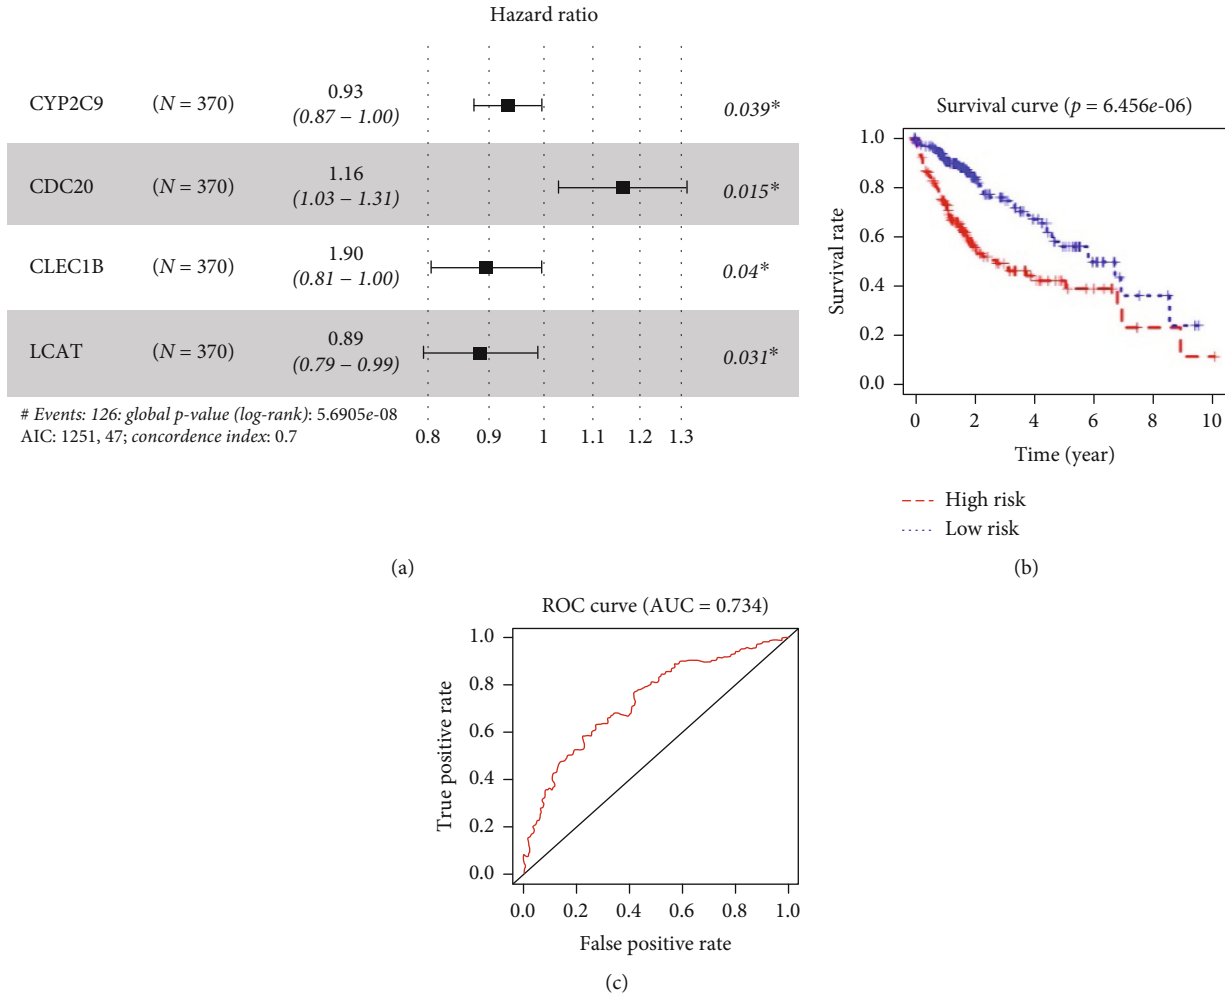 Hazard ratio
CYP2C9 (N = 370) 0.93 (0.87 – 1.00) 0.039*
CDC20 (N = 370) 1.16 (1.03 – 1.31) 0.015*
CLEC1B (N = 370) 1.90 (0.81 – 1.00) 0.04*
LCAT (N = 370) 0.89 (0.79 – 0.99) 0.031*
# Events: 126: global p-value (log-rank): 5.6905e-08
AIC: 1251, 47; concordence index: 0.7
0.8 0.9 1 1.1 1.2 1.3
(a)
Survival curve (p = 6.456e-06)
Survival rate
1.0
0.8
0.6
0.4
0.2
0.0
0 2 4 6 8 10
Time (year)
High risk
Low risk
(b)
ROC curve (AUC = 0.734)
True positive rate
1.0
0.8
0.6
0.4
0.2
0.0
0.0 0.2 0.4 0.6 0.8 1.0
False positive rate
(c)